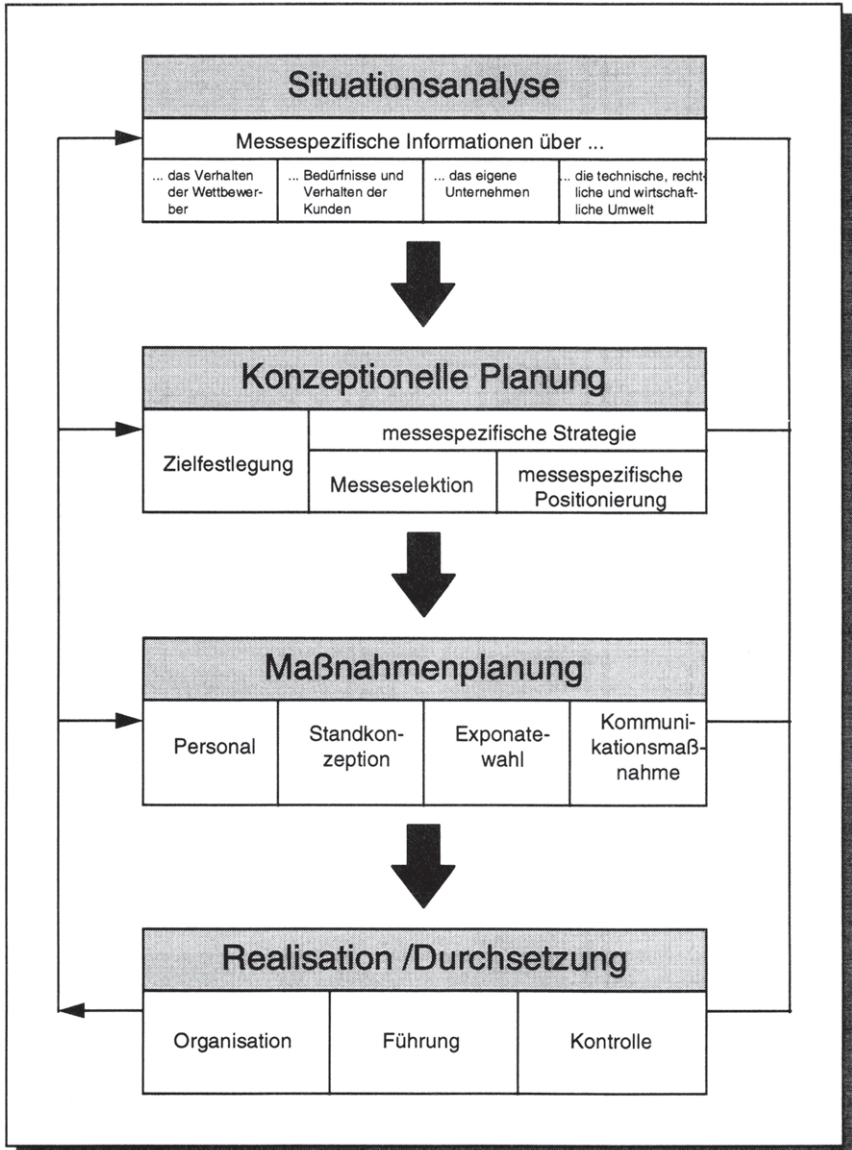 Situationsanalyse
Messespezifische Informationen über ...
... das Verhalten
der Wettbewer-
ber
... Bedürfnisse und
Verhalten der
Kunden
... das eigene
Unternehmen
... die technische, recht-
liche und wirtschaft-
liche Umwelt
Konzeptionelle Planung
Zielfestlegung
messespezifische Strategie
Messeselektion
messespezifische
Positionierung
Maßnahmenplanung
Personal
Standkon-
zeption
Exponate-
wahl
Kommuni-
kationsmaß-
nahme
Realisation /Durchsetzung
Organisation
Führung
Kontrolle